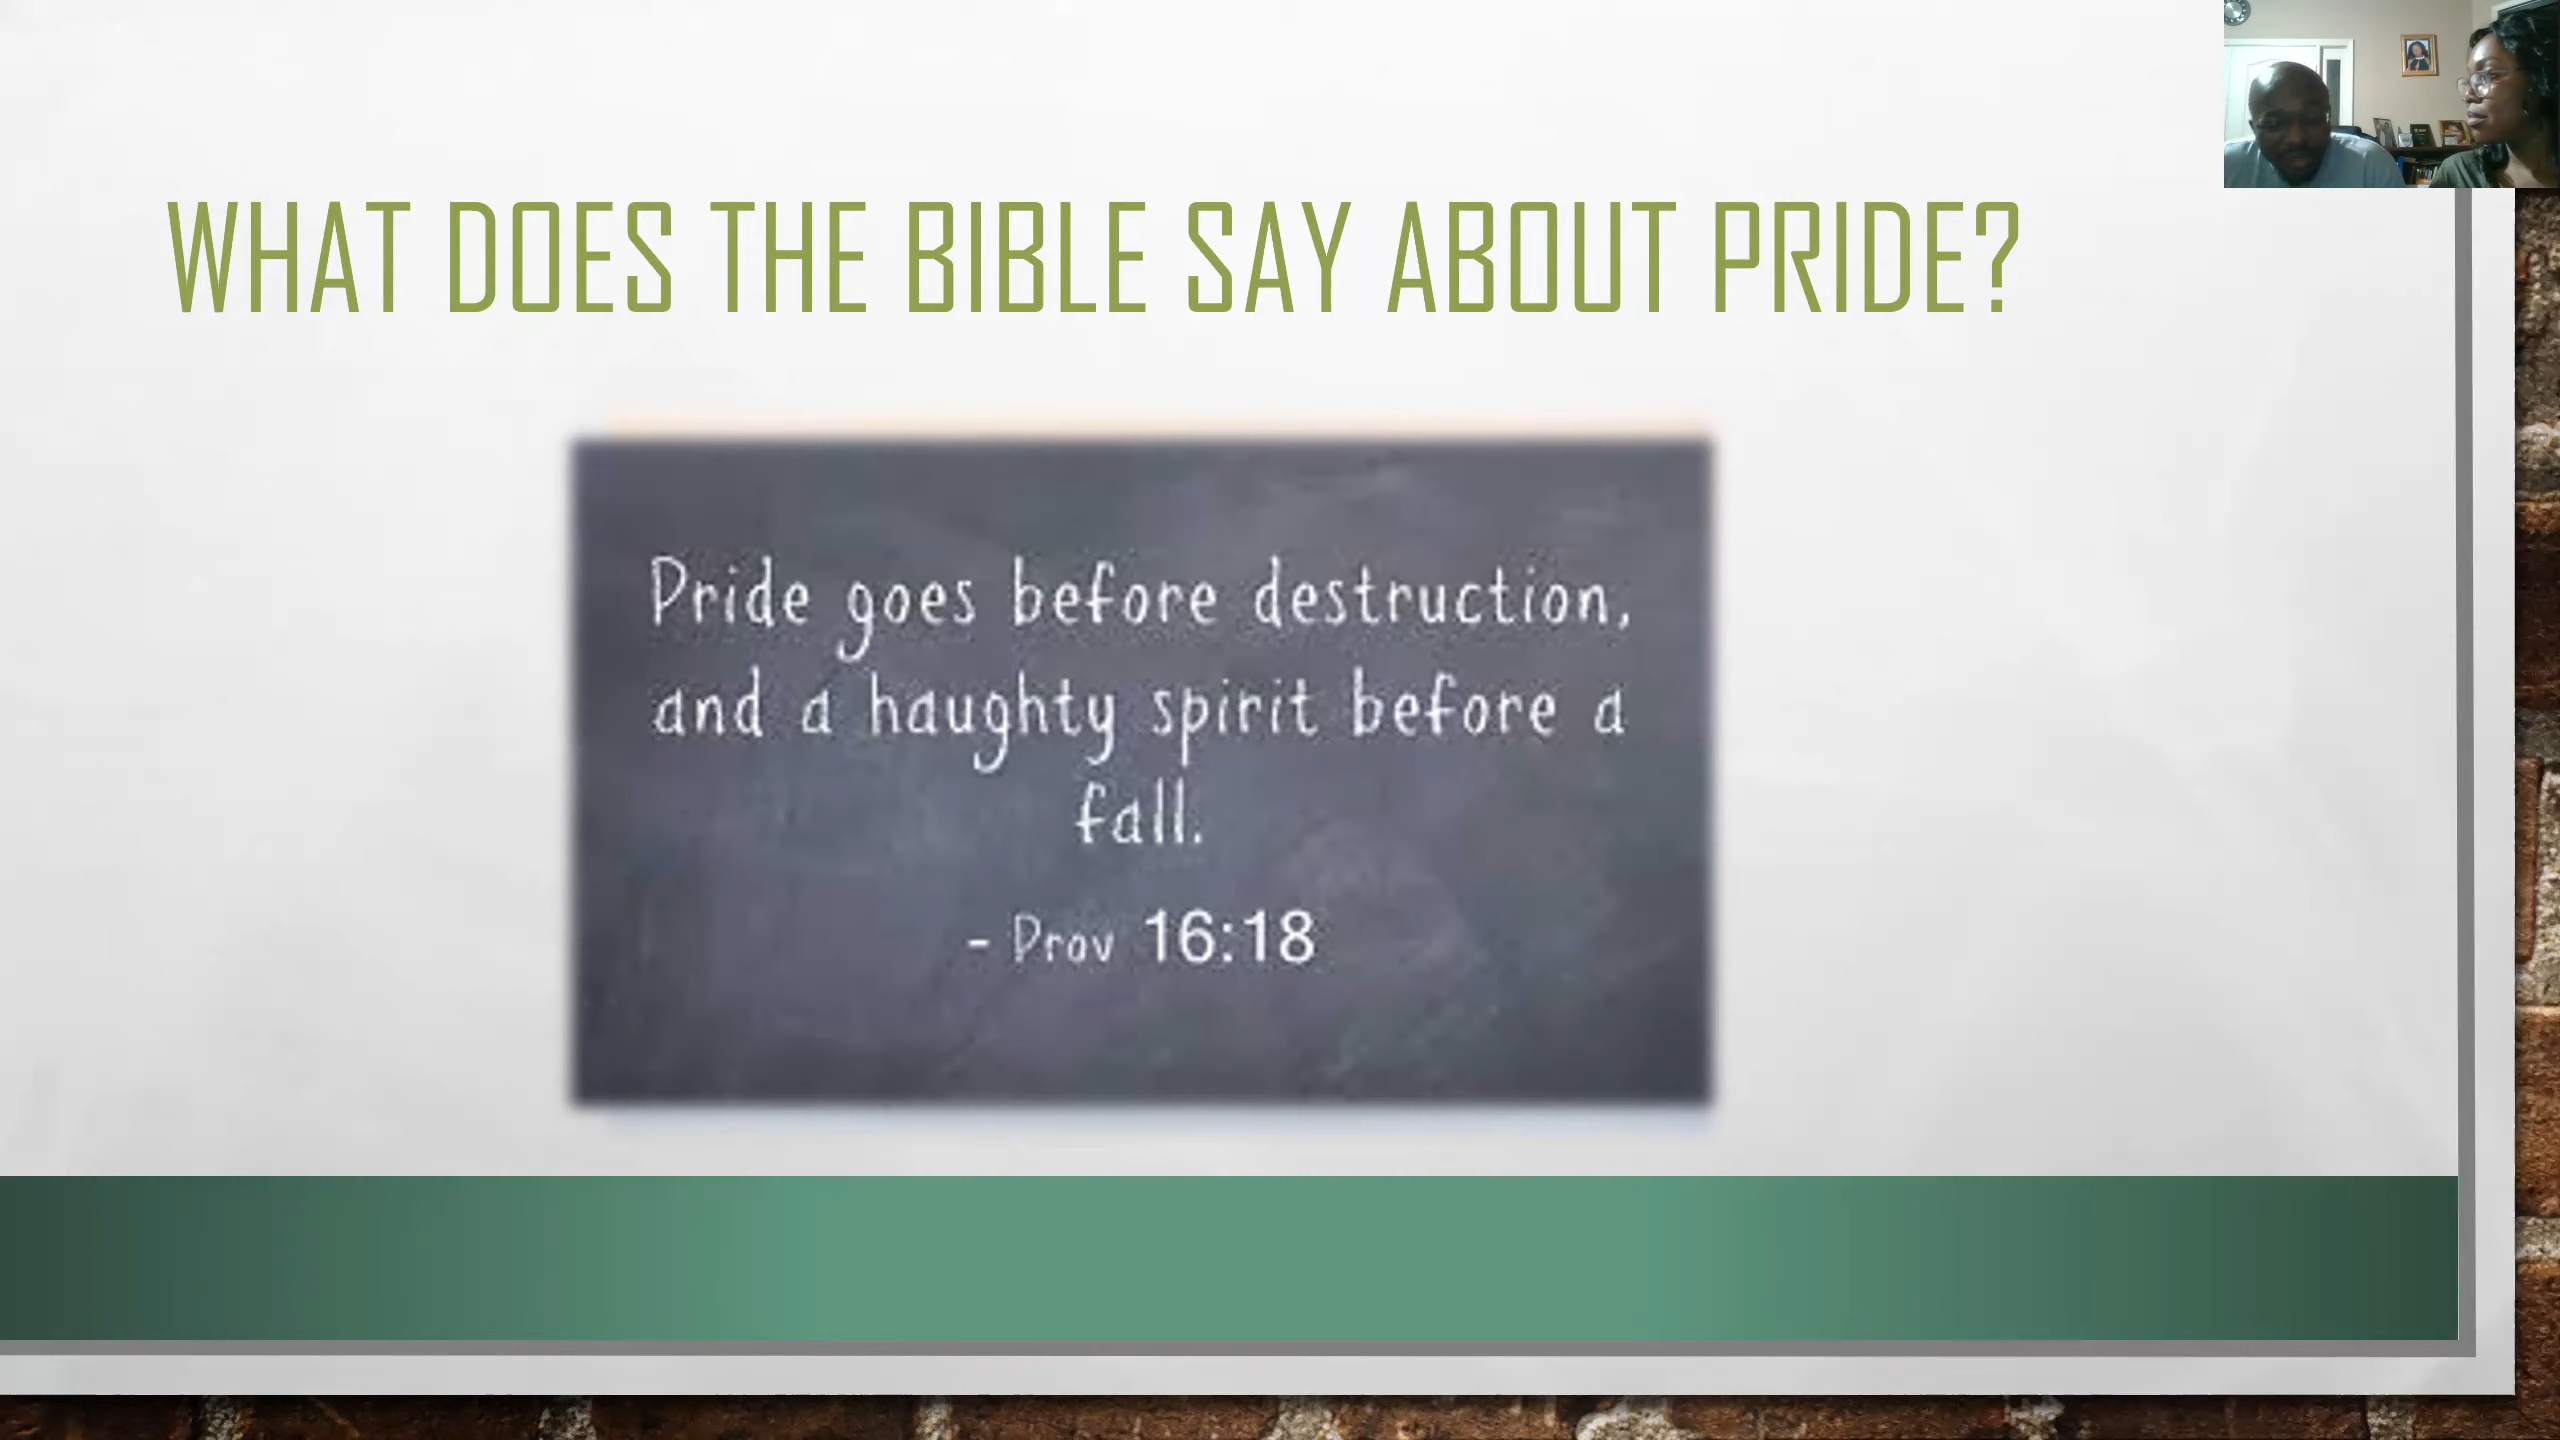 WHAT DOES THE BIBLE SAY ABOUT PRIDE?
Pride goes before destruction,
and a haughty spirit before a
fall.
- Prov 16:18